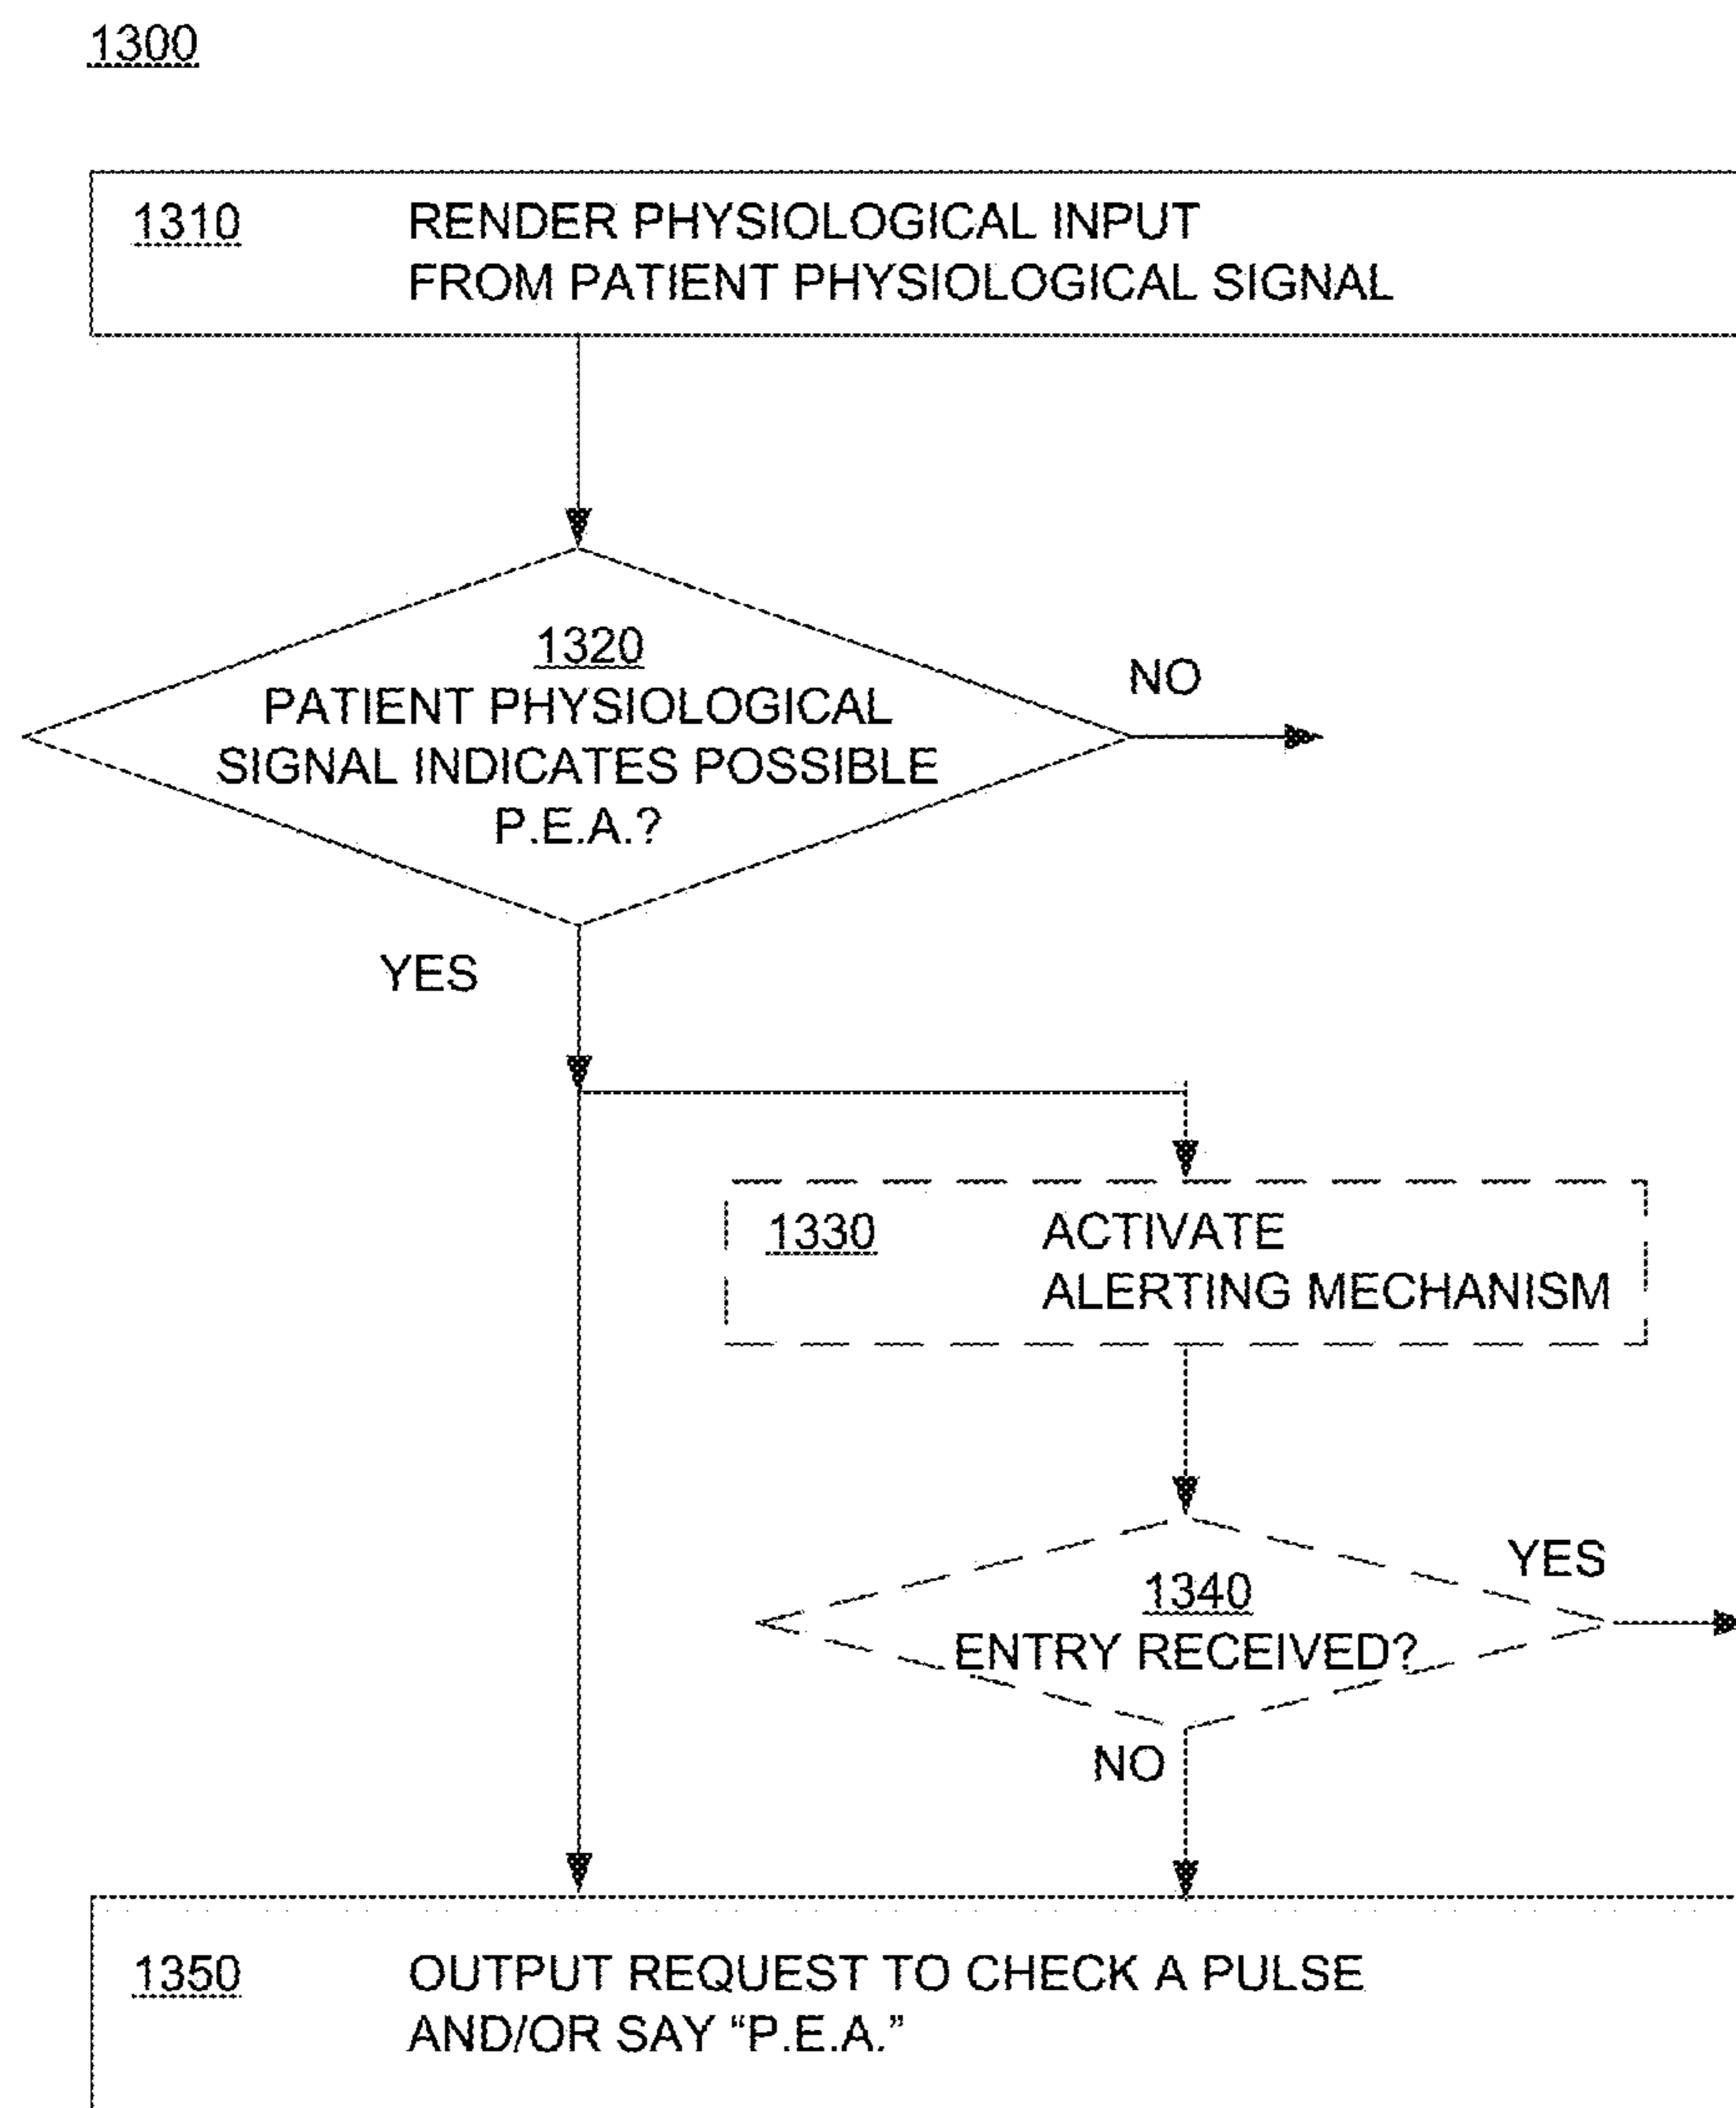 1300
1310 RENDER PHYSIOLOGICAL INPUT
FROM PATIENT PHYSIOLOGICAL SIGNAL
1320
PATIENT PHYSIOLOGICAL
SIGNAL INDICATES POSSIBLE
P.E.A.?
NO
YES
1330 ACTIVATE
ALERTING MECHANISM
1340
ENTRY RECEIVED?
YES
NO
1350 OUTPUT REQUEST TO CHECK A PULSE
AND/OR SAY “P.E.A.”